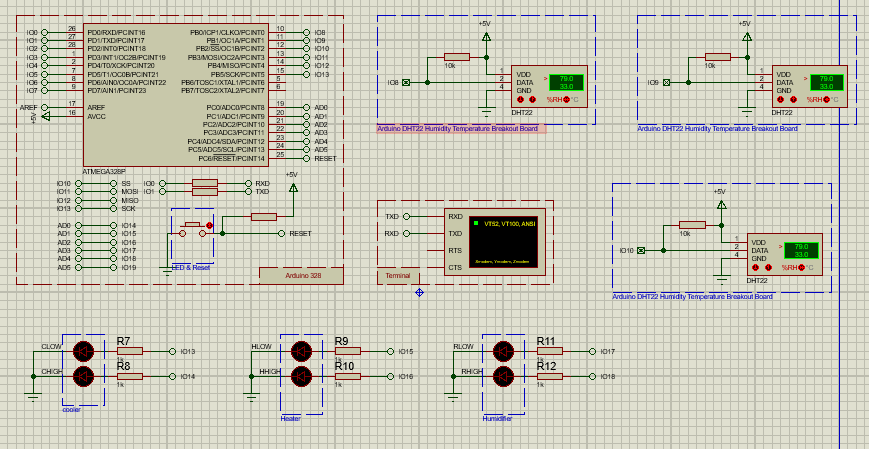 IO0 26 PD0/RXD/PCINT16 PB0/ICP1/CLKO/PCINT0 10 IO8
IO1 27 PD1/TXD/PCINT17 PB1/OC1A/PCINT1 11 IO9
IO2 28 PD2/INT0/PCINT18 PB2/SS/OC1B/PCINT2 12 IO10
IO3 1 PD3/INT1/OC2B/PCINT19 PB3/MOSI/OC2A/PCINT3 13 IO11
IO4 2 PD4/T0/XCK/PCINT20 PB4/MISO/PCINT4 14 IO12
IO5 7 PD5/T1/OC0B/PCINT21 PB5/SCK/PCINT5 15 IO13
IO6 8 PD6/AIN0/OC0A/PCINT22 PB6/TOSC1/XTAL1/PCINT6 5
IO7 9 PD7/AIN1/PCINT23 PB7/TOSC2/XTAL2/PCINT7 6
AREF 17 AREF PC0/ADC0/PCINT8 19 AD0
+5V 16 AVCC PC1/ADC1/PCINT9 20 AD1
PC2/ADC2/PCINT10 21 AD2
PC3/ADC3/PCINT11 22 AD3
PC4/ADC4/SDA/PCINT12 23 AD4
PC5/ADC5/SCL/PCINT13 24 AD5
PC6/RESET/PCINT14 25 RESET
ATMEGA328P
IO10 SS IO0 RXD
IO11 MOSI IO1 TXD
IO12 MISO
IO13 SCK
+5V
AD0 IO14
AD1 IO15
AD2 IO16
AD3 IO17
AD4 IO18
AD5 IO19
RESET
LED & Reset
Arduino 328
+5V
10k
IO8
1 VDD
2 DATA
4 GND
>
79.0
33.0
%RH °C
DHT22
Arduino DHT22 Humidity Temperature Breakout Board
+5V
10k
IO9
1 VDD
2 DATA
4 GND
>
79.0
33.0
%RH °C
DHT22
Arduino DHT22 Humidity Temperature Breakout Board
TXD RXD
RXD TXD
RTS
CTS
VT52, VT100, ANSI
Xmodem, Ymodem, Zmodem
Terminal
+5V
10k
IO10
1 VDD
2 DATA
4 GND
>
79.0
33.0
%RH °C
DHT22
Arduino DHT22 Humidity Temperature Breakout Board
CLOW R7 1k IO13
CHIGH R8 1k IO14
cooler
HLOW R9 1k IO15
HHIGH R10 1k IO16
Heater
RLOW R11 1k IO17
RHIGH R12 1k IO18
Humidifier